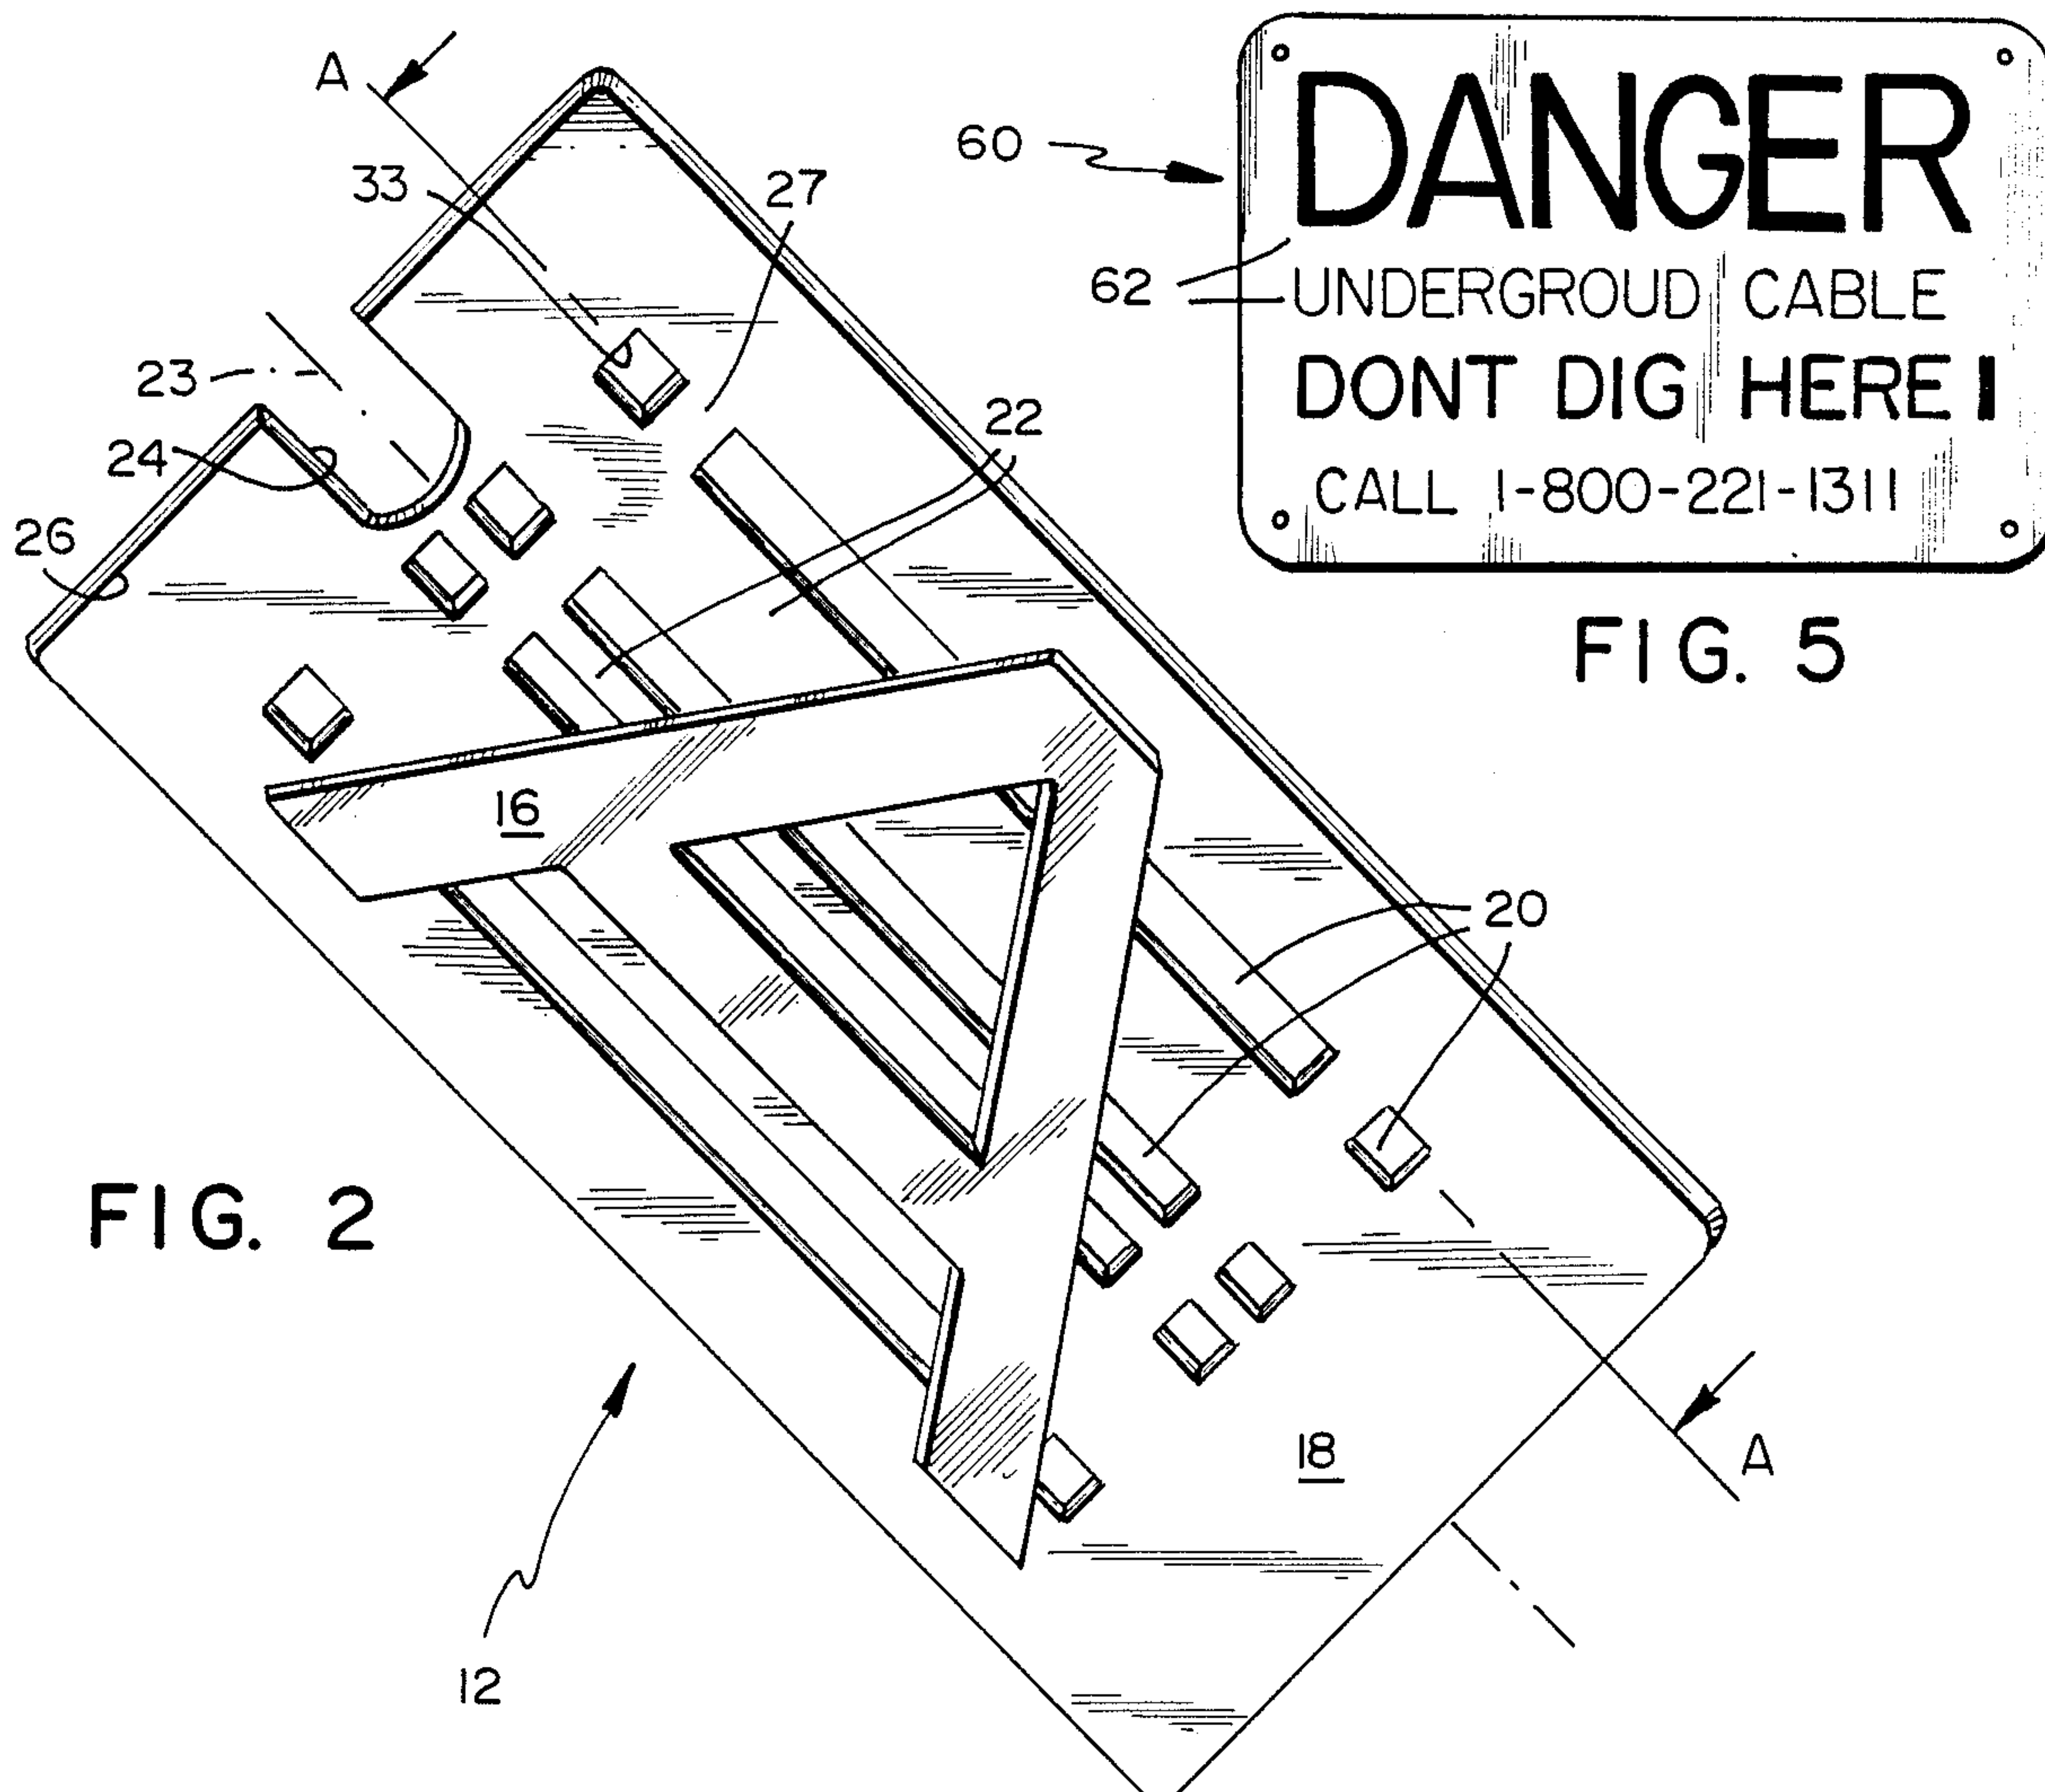 A
33
27
23
24
26
22
16
20
18
A
12
FIG. 2
60
62
DANGER
UNDERGROUD CABLE
DONT DIG HERE!
CALL 1-800-221-1311
FIG. 5